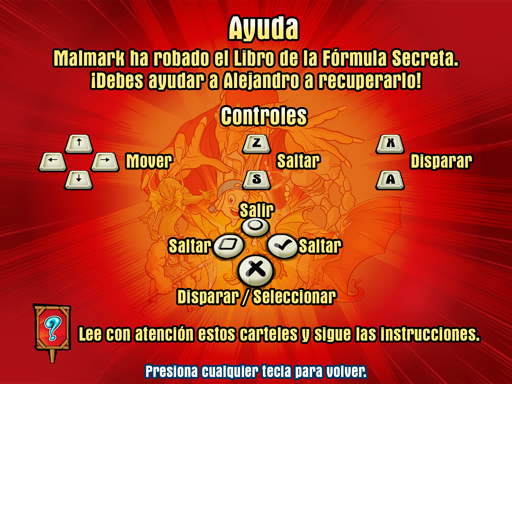 Ayuda
Malmark ha robado el Libro de la Fórmula Secreta.
¡Debes ayudar a Alejandro a recuperarlo!
Controles
↑
← → Mover
↓
Z
Saltar
S
X
Disparar
A
Salir
Saltar Saltar
Disparar / Seleccionar
? Lee con atención estos carteles y sigue las instrucciones.
Presiona cualquier tecla para volver.